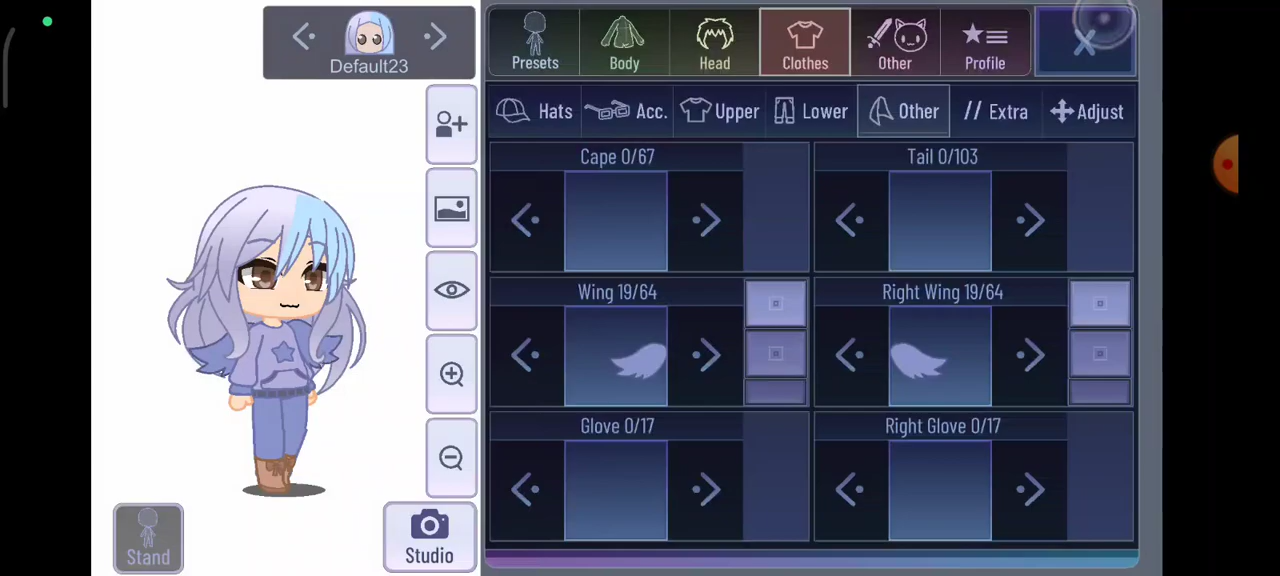 Default23
Presets
Body
Head
Clothes
Other
Profile
Hats
Acc.
Upper
Lower
Other
Extra
Adjust
Cape 0/67
Tail 0/103
Wing 19/64
Right Wing 19/64
Glove 0/17
Right Glove 0/17
Stand
Studio